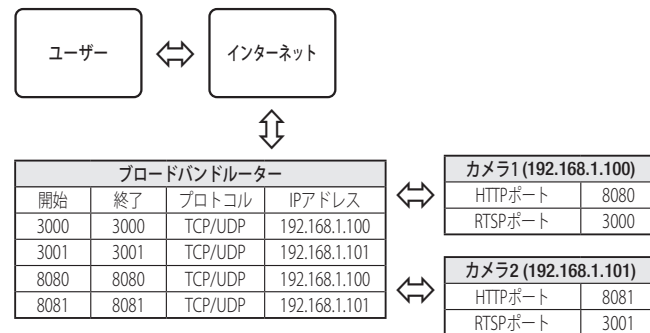 ユーザー
インターネット
ブロードバンドルーター
開始 終了 プロトコル IPアドレス
3000 3000 TCP/UDP 192.168.1.100
3001 3001 TCP/UDP 192.168.1.101
8080 8080 TCP/UDP 192.168.1.100
8081 8081 TCP/UDP 192.168.1.101
カメラ1 (192.168.1.100)
HTTPポート 8080
RTSPポート 3000
カメラ2 (192.168.1.101)
HTTPポート 8081
RTSPポート 3001